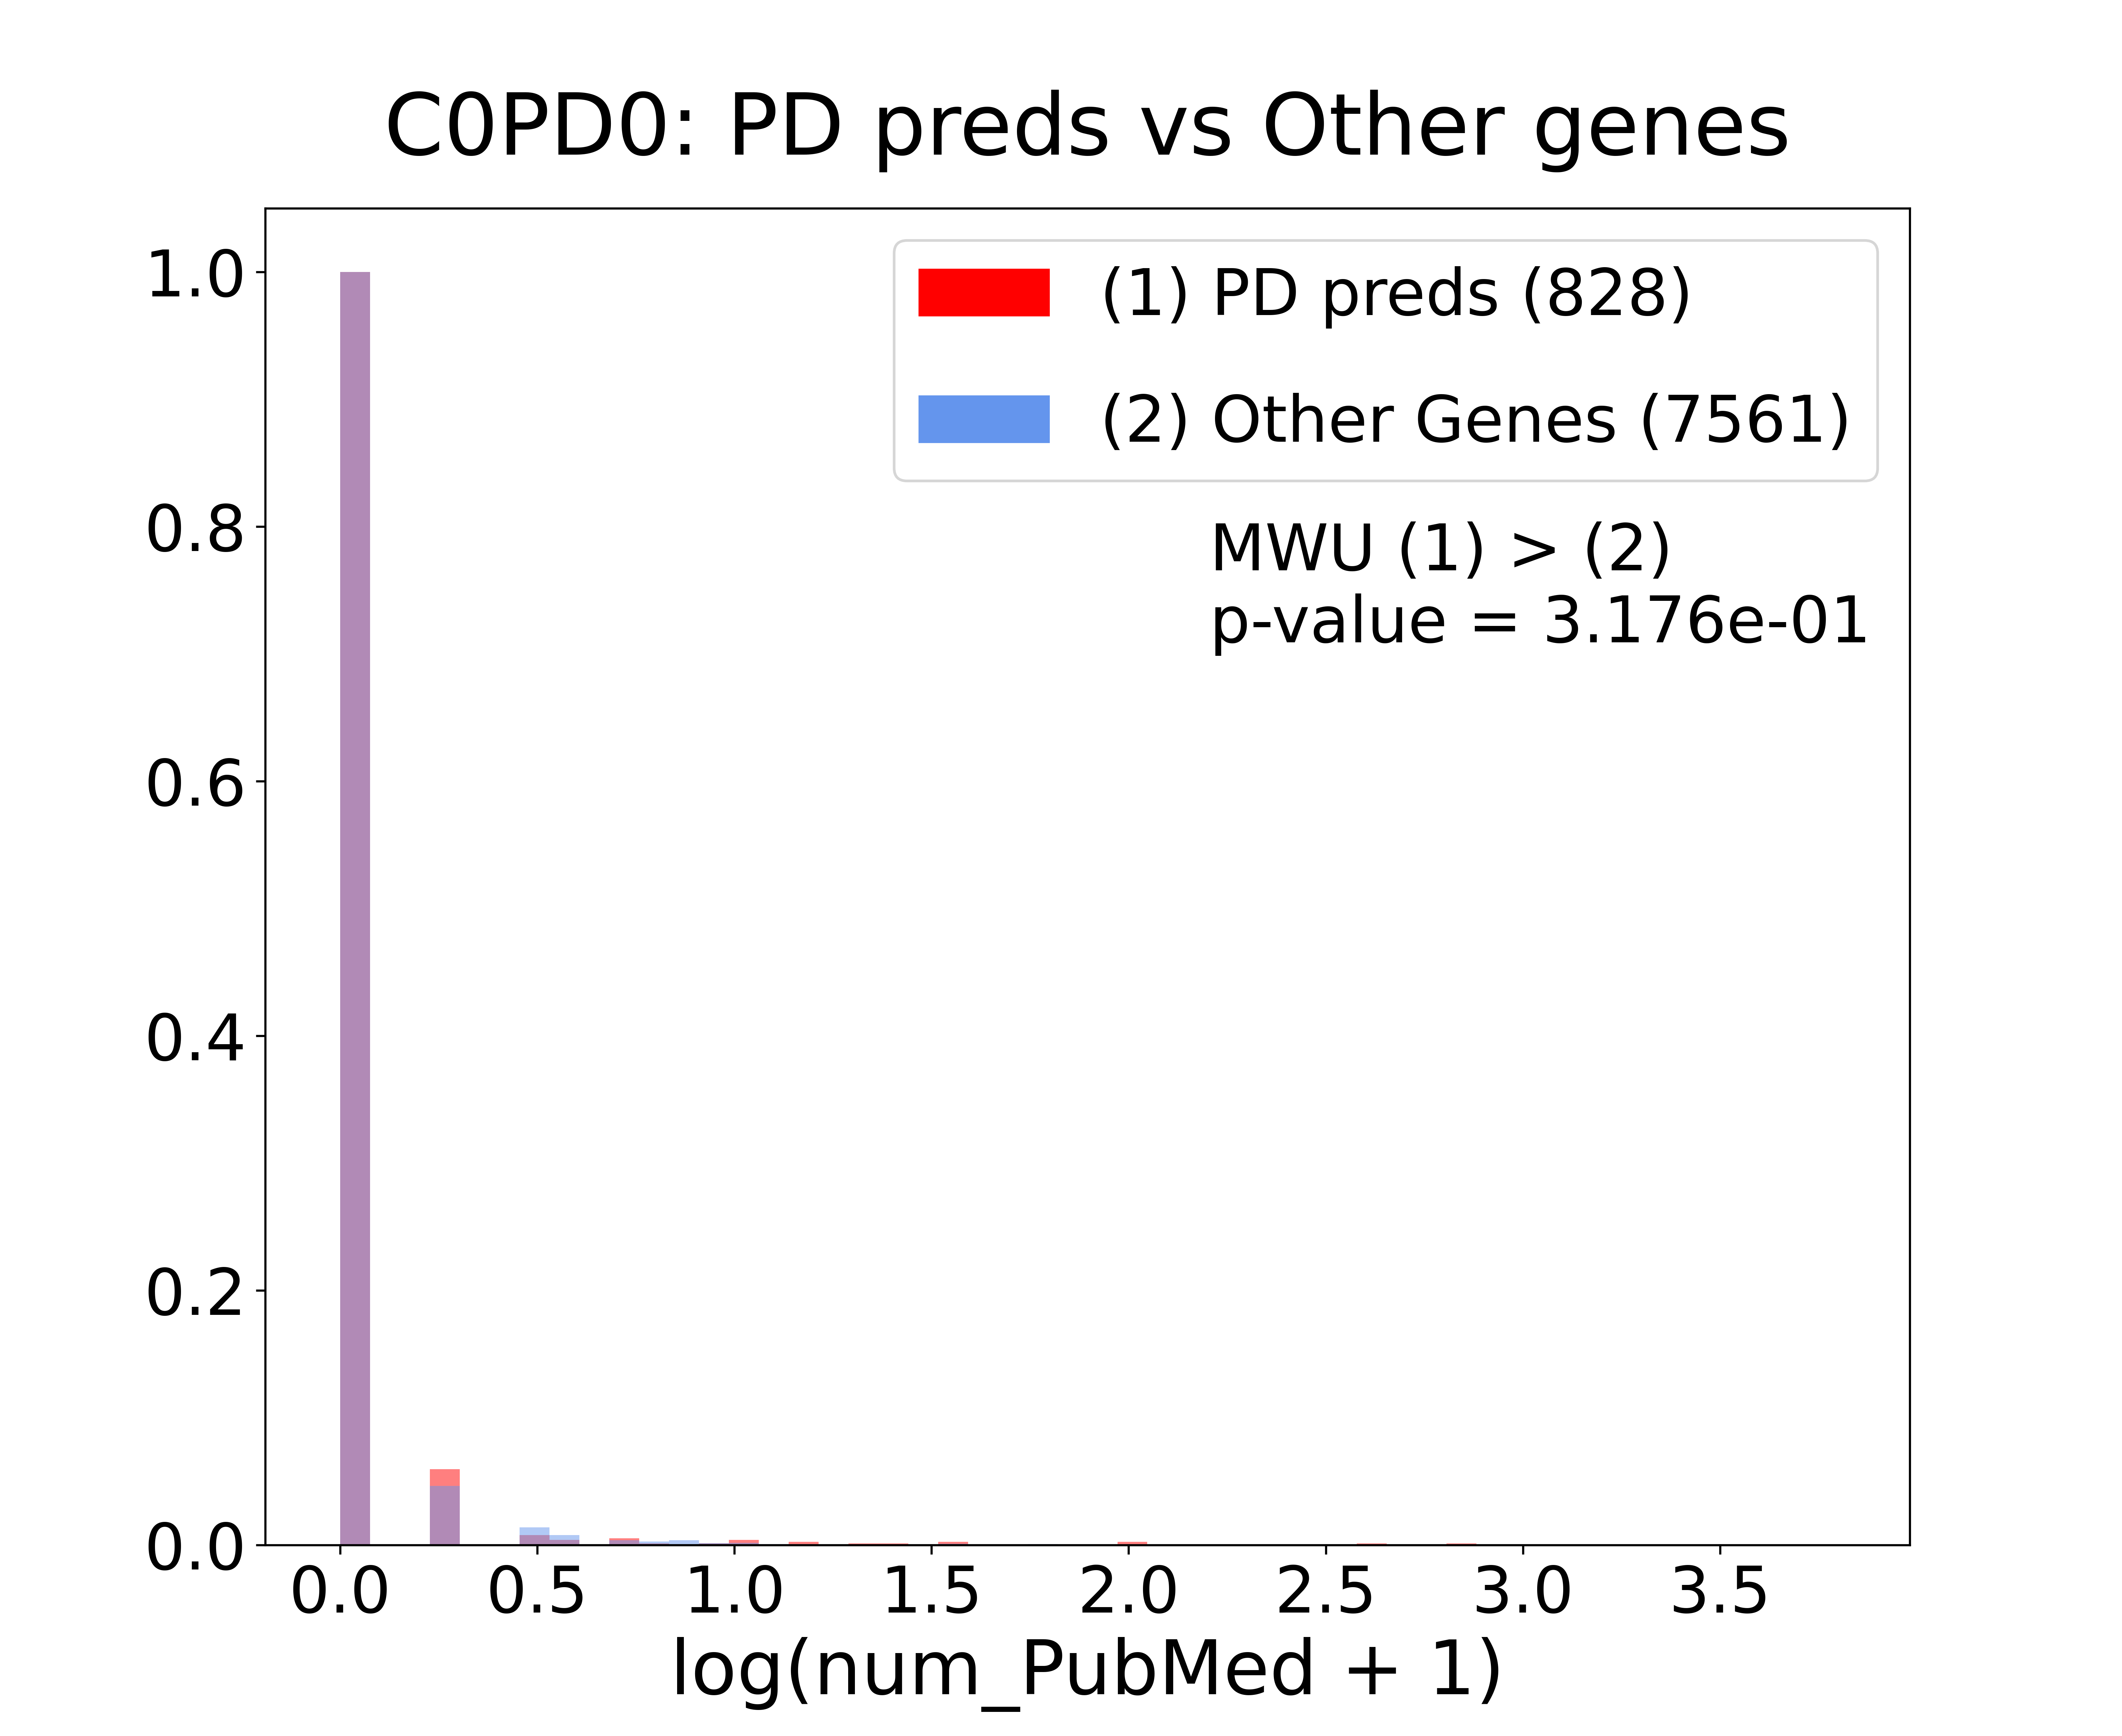 C0PD0: PD preds vs Other genes
1.0
0.8
0.6
0.4
0.2
0.0
(1) PD preds (828)
(2) Other Genes (7561)
MWU (1) > (2)
p-value = 3.176e-01
0.0 0.5 1.0 1.5 2.0 2.5 3.0 3.5
log(num_PubMed + 1)